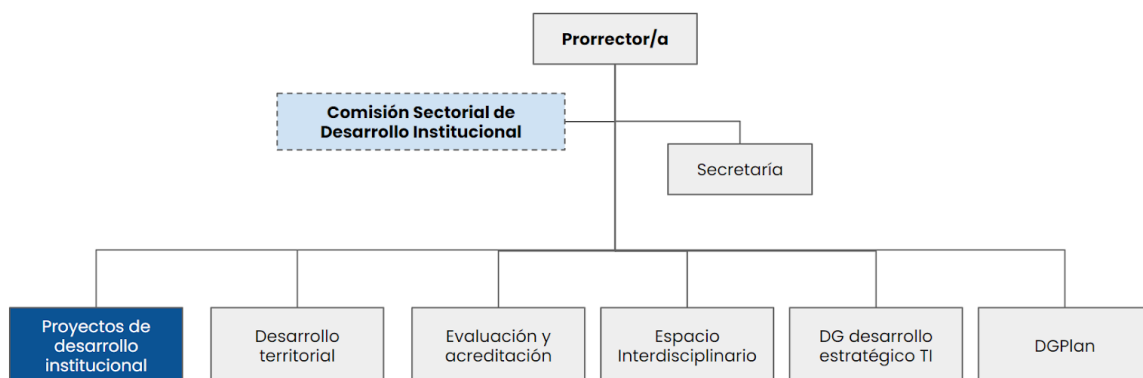 Prorrector/a
Comisión Sectorial de
Desarrollo Institucional
Secretaría
Proyectos de
desarrollo
institucional
Desarrollo
territorial
Evaluación y
acreditación
Espacio
Interdisciplinario
DG desarrollo
estratégico TI
DGPlan